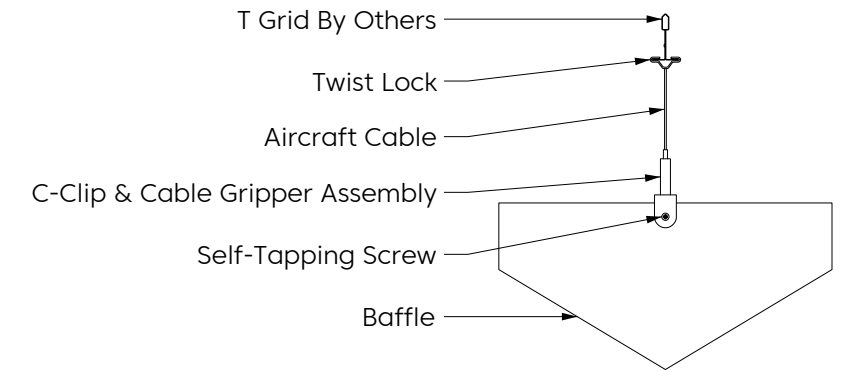 T Grid By Others
Twist Lock
Aircraft Cable
C-Clip & Cable Gripper Assembly
Self-Tapping Screw
Baffle